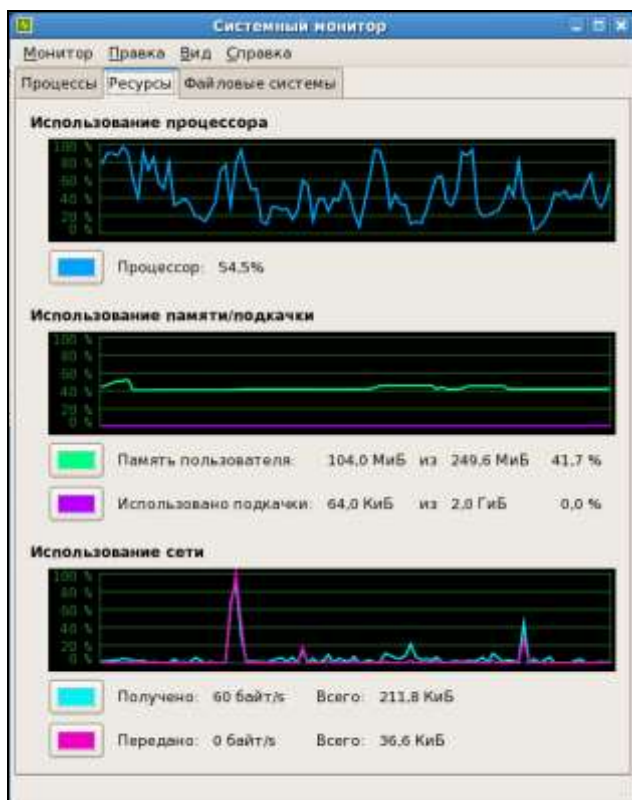 Системный монитор
Монитор Правка Вид Справка
Процессы Ресурсы Файловые системы
Использование процессора
100 %
80 %
60 %
40 %
20 %
0 %
Процессор: 54,5%
Использование памяти/подкачки
100 %
80 %
60 %
40 %
20 %
0 %
Память пользователя: 104,0 МиБ из 249,6 МиБ 41,7 %
Использовано подкачки: 64,0 КиБ из 2,0 ГиБ 0,0 %
Использование сети
100 %
80 %
60 %
40 %
20 %
0 %
Получено: 60 байт/s Всего: 211,8 КиБ
Передано: 0 байт/s Всего: 36,6 КиБ